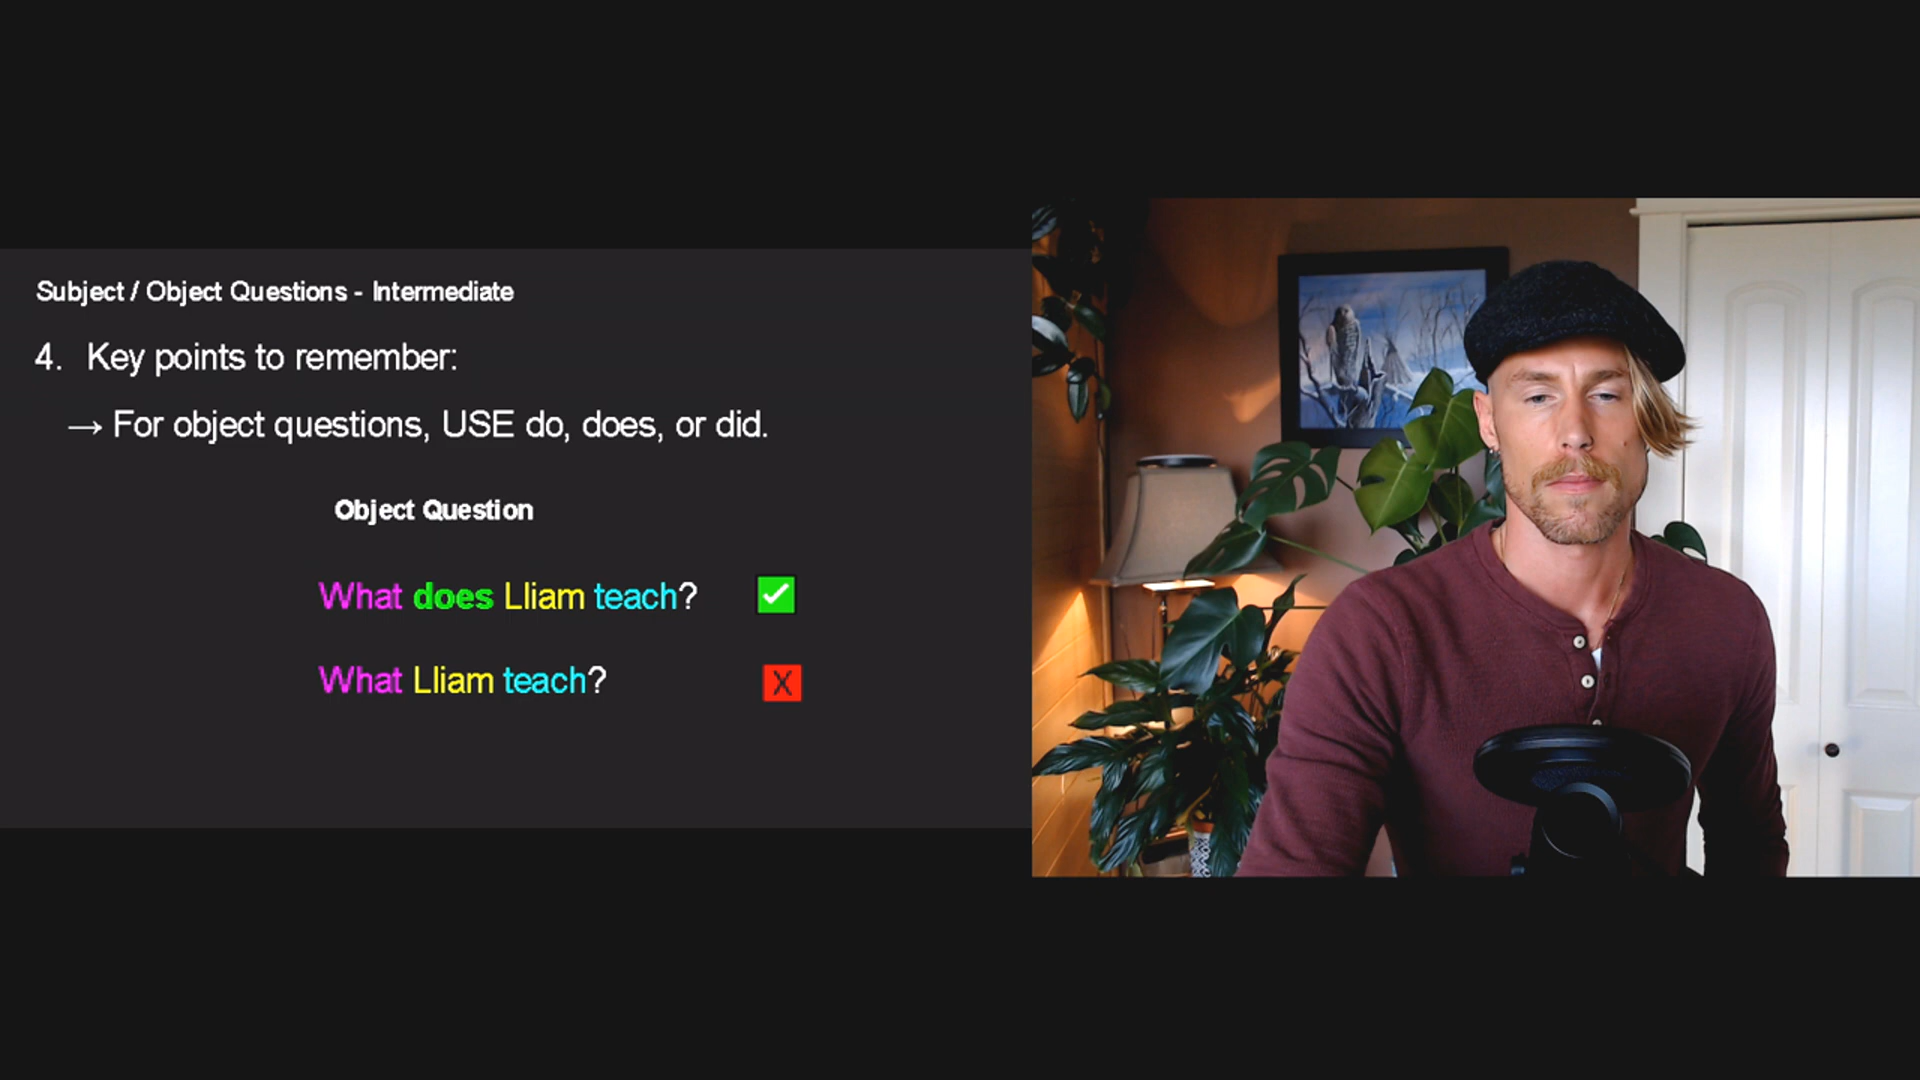 Subject / Object Questions - Intermediate
4. Key points to remember:
→ For object questions, USE do, does, or did.
Object Question
What does Lliam teach? ✓
What Lliam teach? X